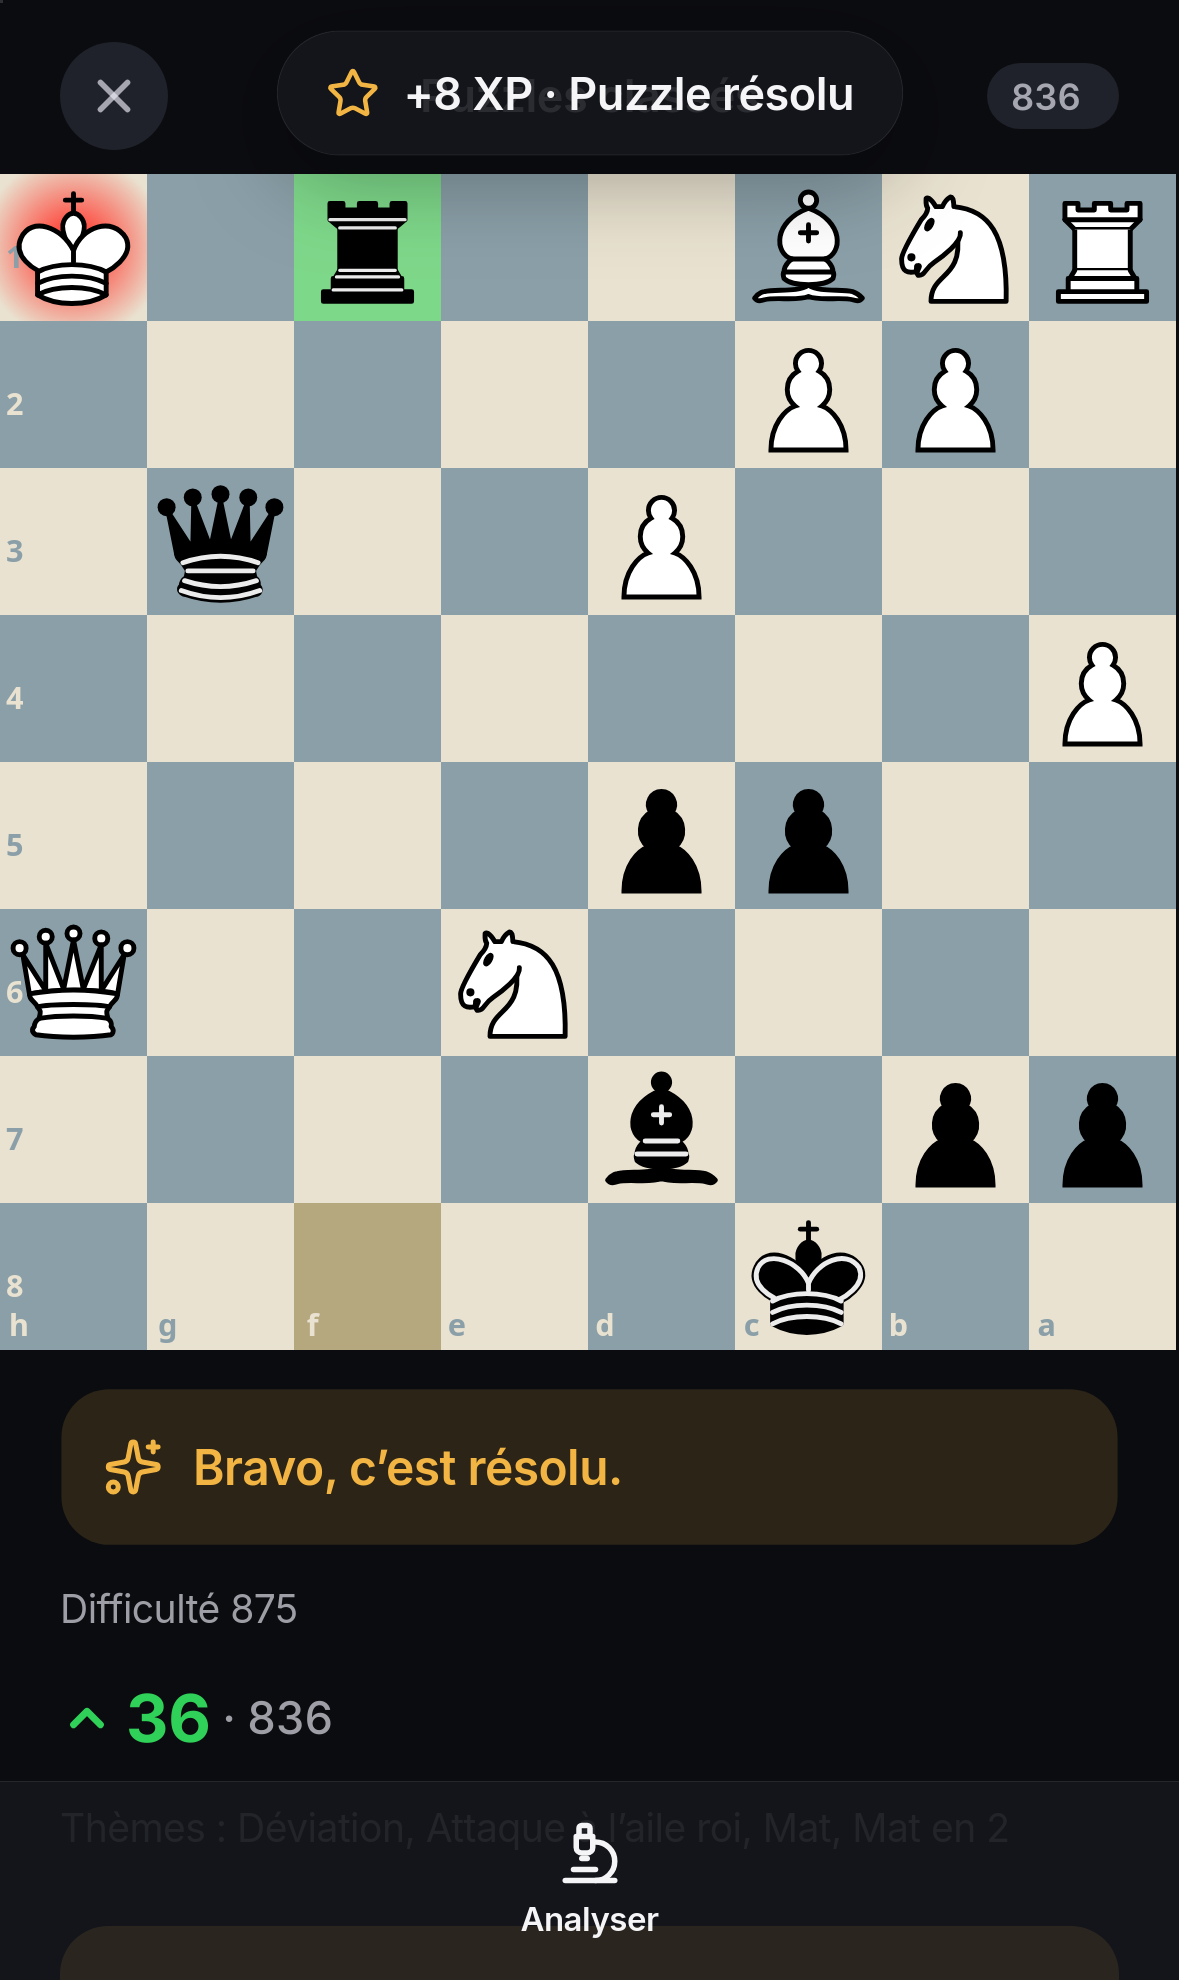 +8 XP · Puzzle résolu
836
1
2
3
4
5
6
7
8
h g f e d c b a
Bravo, c’est résolu.
Difficulté 875
36 · 836
Thèmes : Déviation, Attaque à l’aile roi, Mat, Mat en 2
Analyser